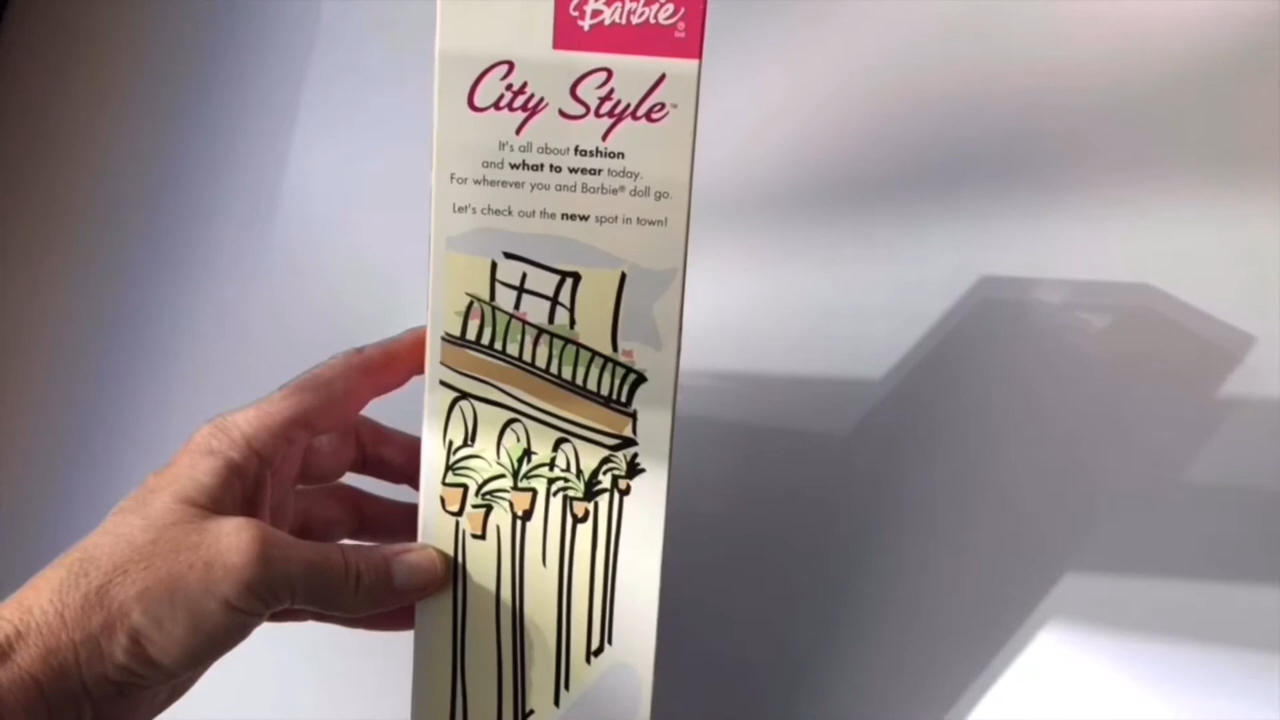 Barbie®
City Style™
It's all about fashion
and what to wear today.
For wherever you and Barbie® doll go.
Let's check out the new spot in town!